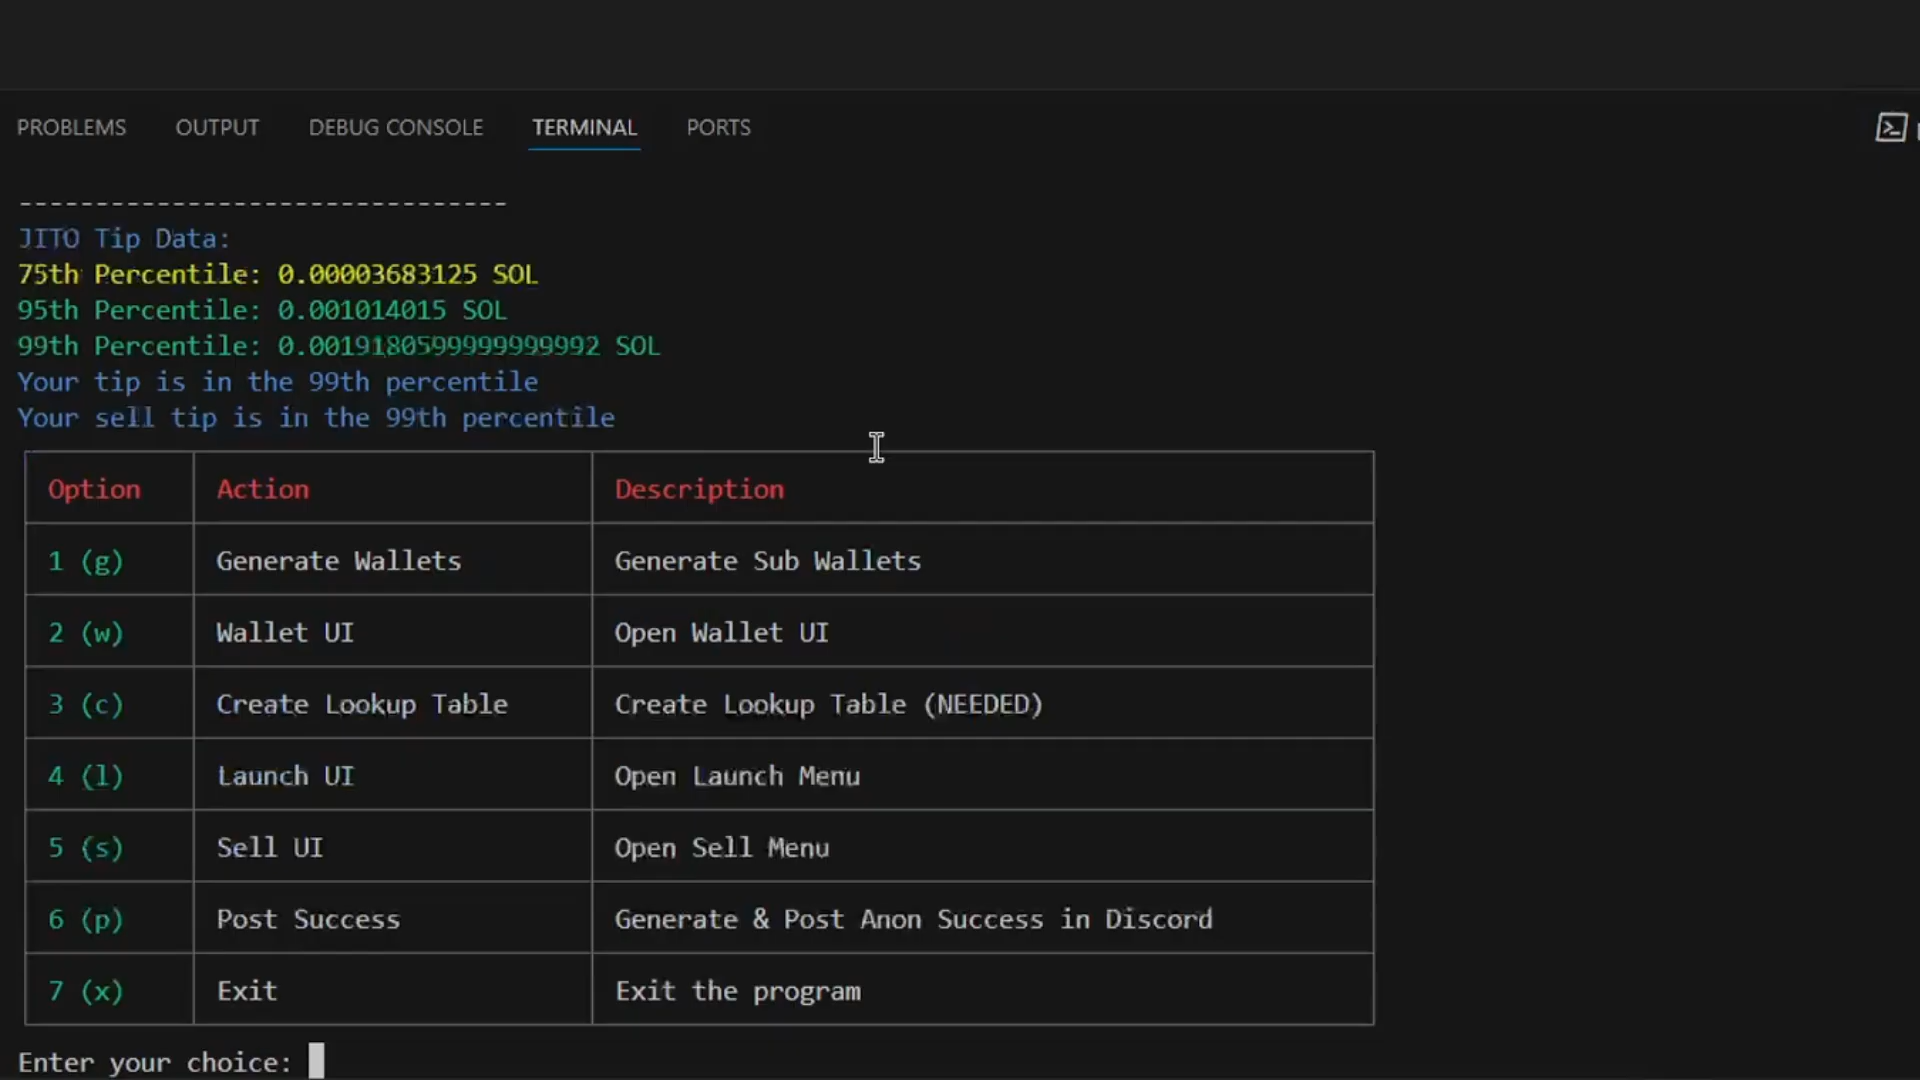 PROBLEMS OUTPUT DEBUG CONSOLE TERMINAL PORTS
--------------------------------
JITO Tip Data:
75th Percentile: 0.00003683125 SOL
95th Percentile: 0.001014015 SOL
99th Percentile: 0.0019180599999999992 SOL
Your tip is in the 99th percentile
Your sell tip is in the 99th percentile
Option Action Description
1 (g) Generate Wallets Generate Sub Wallets
2 (w) Wallet UI Open Wallet UI
3 (c) Create Lookup Table Create Lookup Table (NEEDED)
4 (l) Launch UI Open Launch Menu
5 (s) Sell UI Open Sell Menu
6 (p) Post Success Generate & Post Anon Success in Discord
7 (x) Exit Exit the program
Enter your choice: